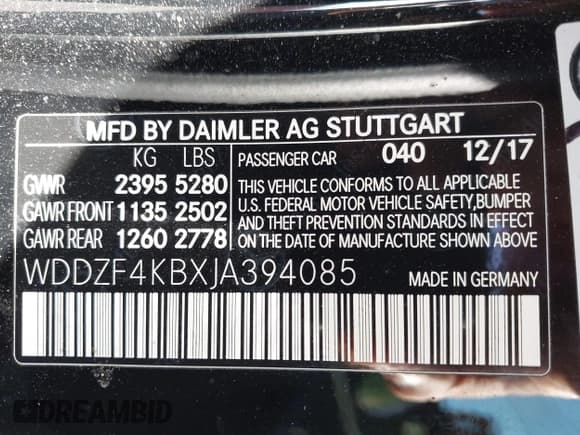 MFD BY DAIMLER AG STUTTGART
KG LBS
GVWR 2395 5280
GAWR FRONT 1135 2502
GAWR REAR 1260 2778
PASSENGER CAR 040 12/17
THIS VEHICLE CONFORMS TO ALL APPLICABLE
U.S. FEDERAL MOTOR VEHICLE SAFETY,BUMPER
AND THEFT PREVENTION STANDARDS IN EFFECT
ON THE DATE OF MANUFACTURE SHOWN ABOVE.
WDDZF4KBXJA394085
MADE IN GERMANY
DREAMBID